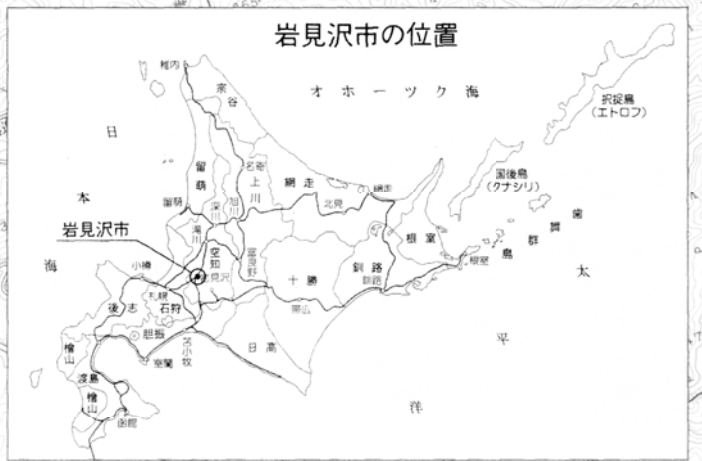 岩見沢市の位置
稚内
宗谷
オホーツク海
択捉島
(エトロフ)
国後島
(クナシリ)
日本海
留萌
名寄
上川
網走
網走
北見
留萌
深川
旭川
歯舞群島
岩見沢市
滝川
空知
富良野
根室
根室
太平洋
小樽
見沢
十勝
釧路
釧路
札幌
後志
石狩
帯広
胆振
日高
苫小牧
室蘭
檜山
渡島
檜山
函館